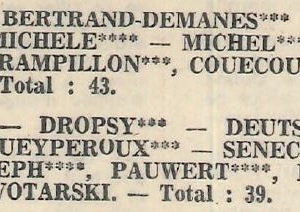 BERTRAND-DEMANES***
MICHELE**** — MICHEL***
RAMPILLON***, COUECOU
Total : 43.
— DROPSY*** — DEUTS
UEYPEROUX*** — SENEC
EPH****, PAUWERT****,
VOTARSKI. — Total : 39.